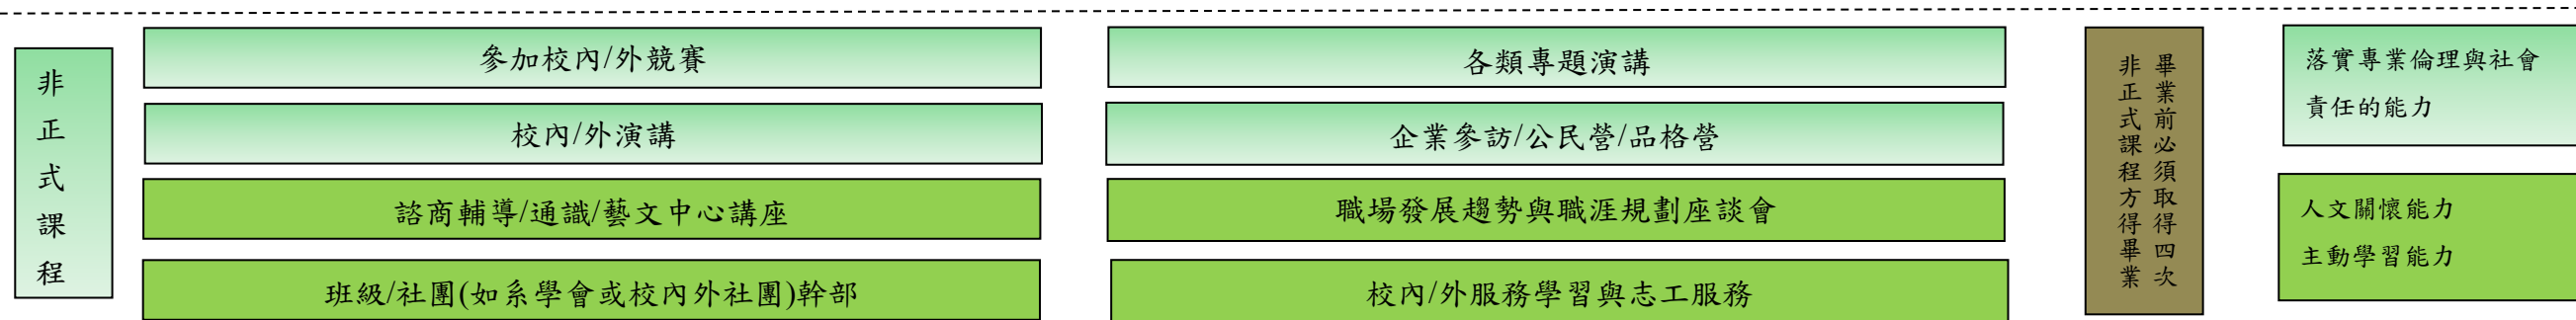 非正式課程
參加校內/外競賽
各類專題演講
校內/外演講
企業參訪/公民營/品格營
諮商輔導/通識/藝文中心講座
職場發展趨勢與職涯規劃座談會
班級/社團(如系學會或校內外社團)幹部
校內/外服務學習與志工服務
畢業前必須取得四次
非正式課程方得畢業
落實專業倫理與社會
責任的能力
人文關懷能力
主動學習能力